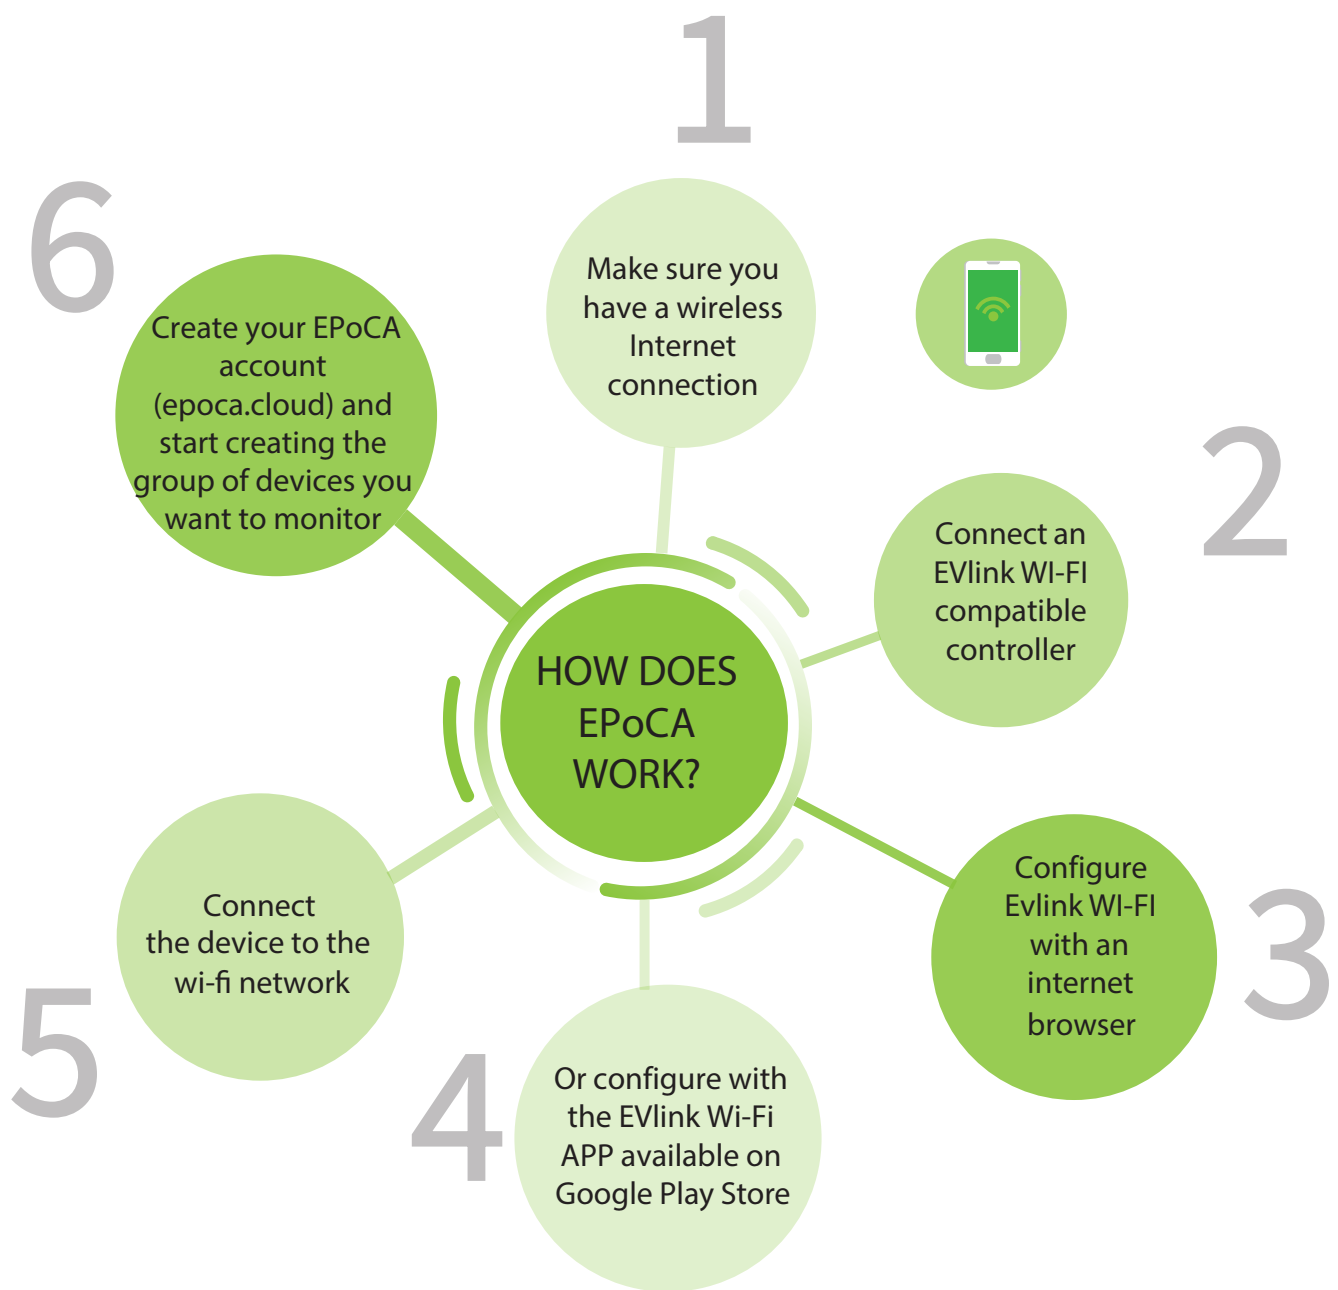 HOW DOES
EPoCA
WORK?
1
Make sure you
have a wireless
Internet
connection
2
Connect an
EVlink WI-FI
compatible
controller
3
Configure
Evlink WI-FI
with an
internet
browser
4
Or configure with
the EVlink Wi-Fi
APP available on
Google Play Store
5
Connect
the device to the
wi-fi network
6
Create your EPoCA
account
(epoca.cloud) and
start creating the
group of devices you
want to monitor